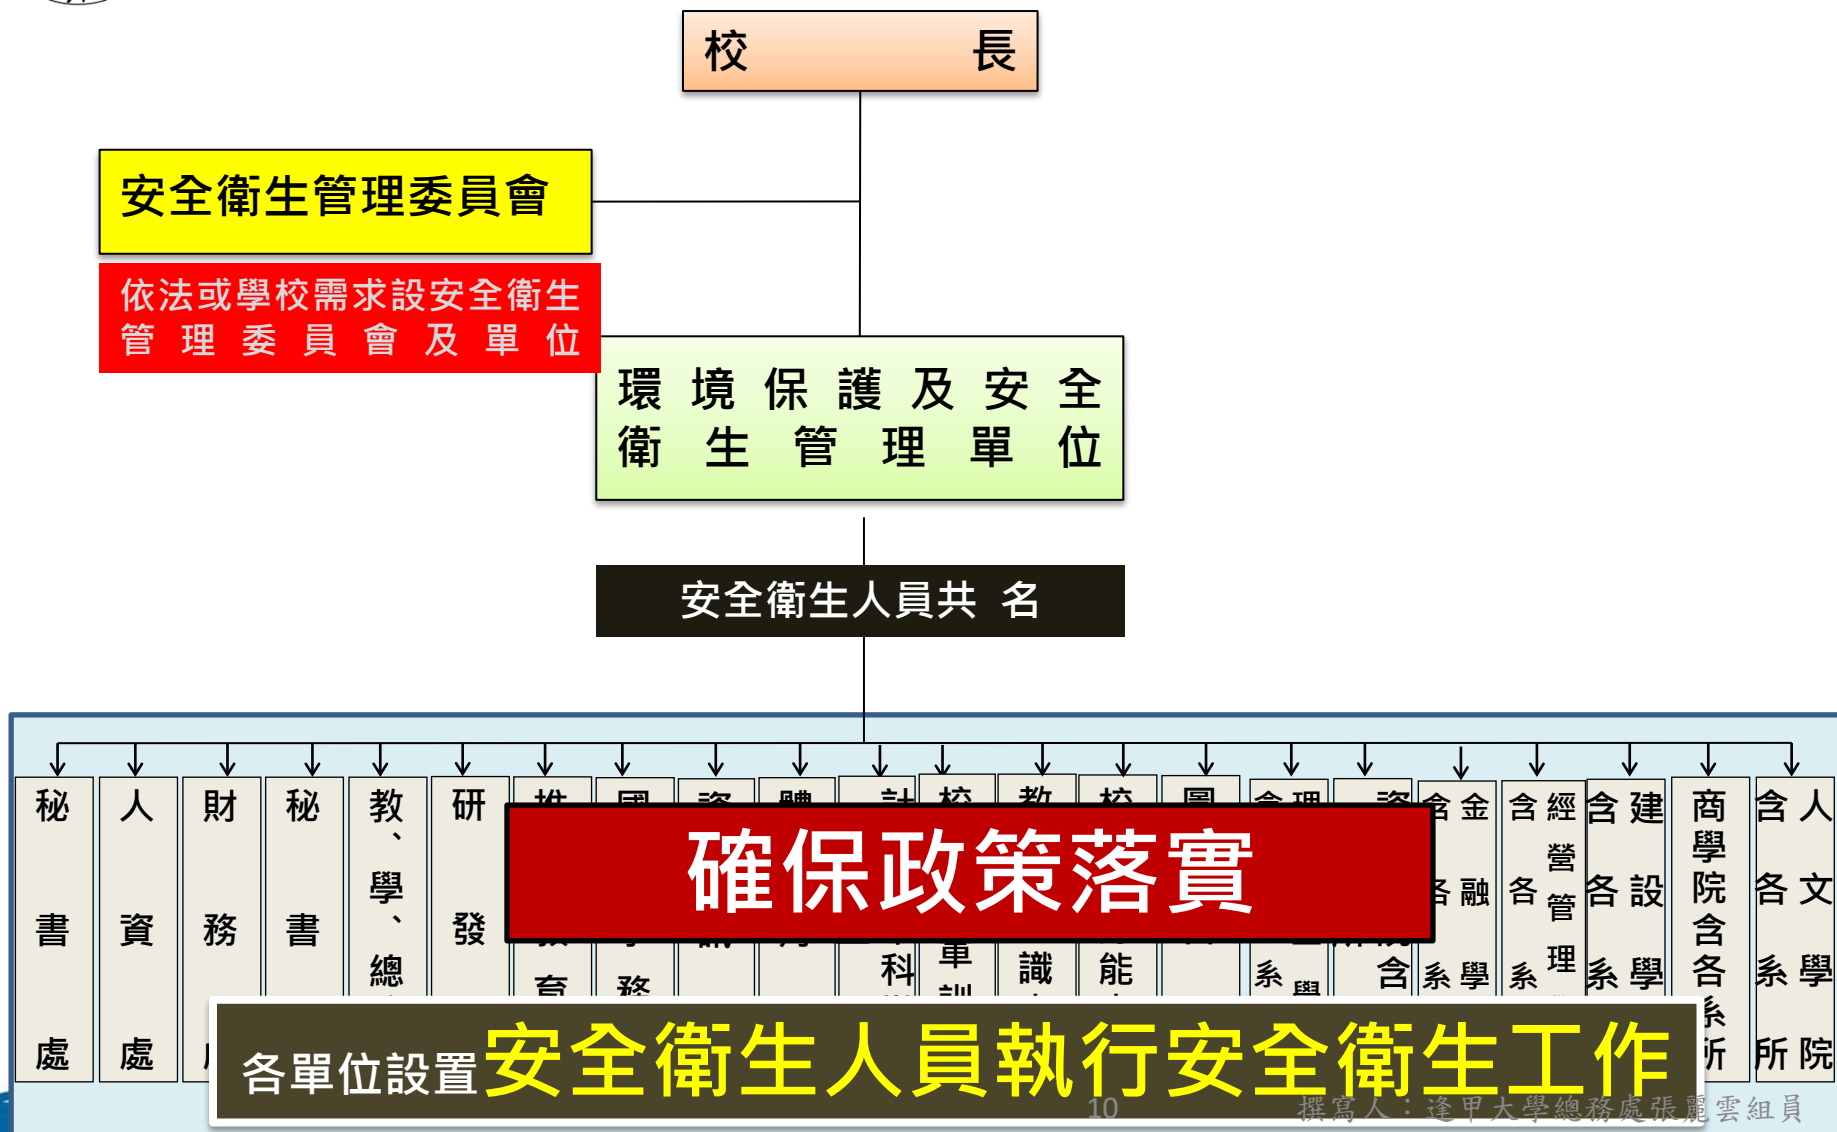 校長
安全衛生管理委員會
依法或學校需求設安全衛生
管理委員會及單位
環境保護及安全
衛生管理單位
安全衛生人員共 名
秘書處
人資處
財務
秘書
教、學、總
研發
育
務
科
軍訓
識
能
含
系
含各系
金融學
含各系
經營管理
含各系所
建設學
商學院含各系所
含各系所
人文學院
確保政策落實
各單位設置安全衛生人員執行安全衛生工作
10
撰寫人：逢甲大學總務處張麗雲組員